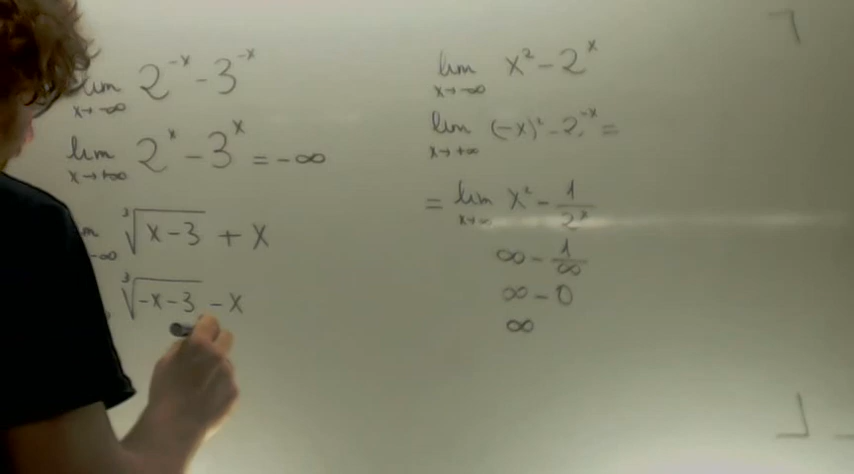 lim 2^{-x} - 3^{-x}
x→-∞
lim 2^x - 3^x = -∞
x→+∞
∛(x-3) + x
-∞
∛(-x-3) - x
lim x² - 2^x
x→-∞
lim (-x)² - 2^{-x} =
x→+∞
= lim x² - 1/2^x
x→∞
∞ - 1/∞
∞ - 0
∞